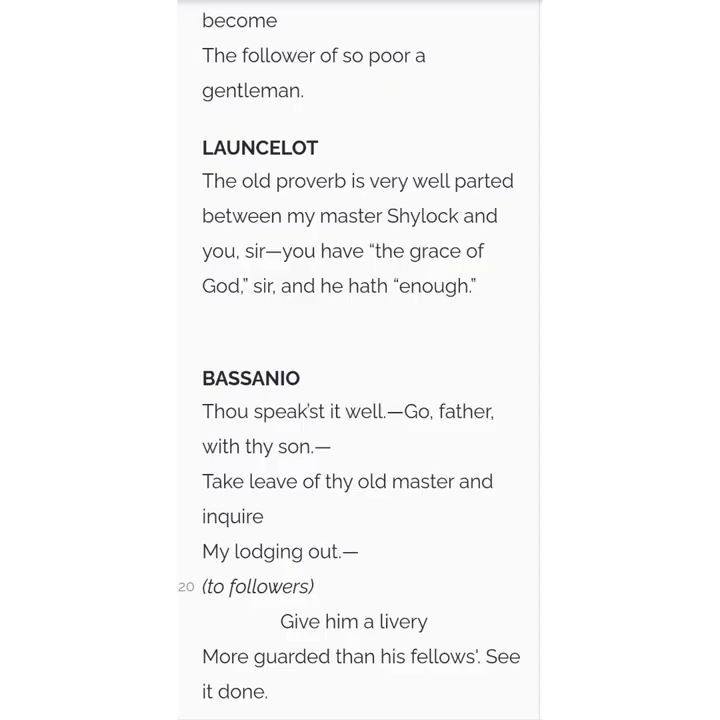 become
The follower of so poor a
gentleman.
LAUNCELOT
The old proverb is very well parted
between my master Shylock and
you, sir—you have “the grace of
God,” sir, and he hath “enough.”
BASSANIO
Thou speak’st it well.—Go, father,
with thy son.—
Take leave of thy old master and
inquire
My lodging out.—
20 (to followers)
Give him a livery
More guarded than his fellows'. See
it done.